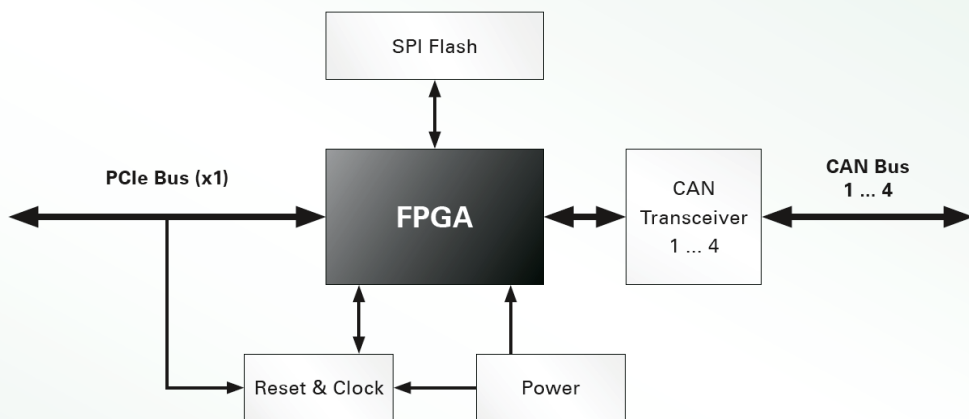 SPI Flash
PCIe Bus (x1)
FPGA
CAN
Transceiver
1 ... 4
CAN Bus
1 ... 4
Reset & Clock
Power